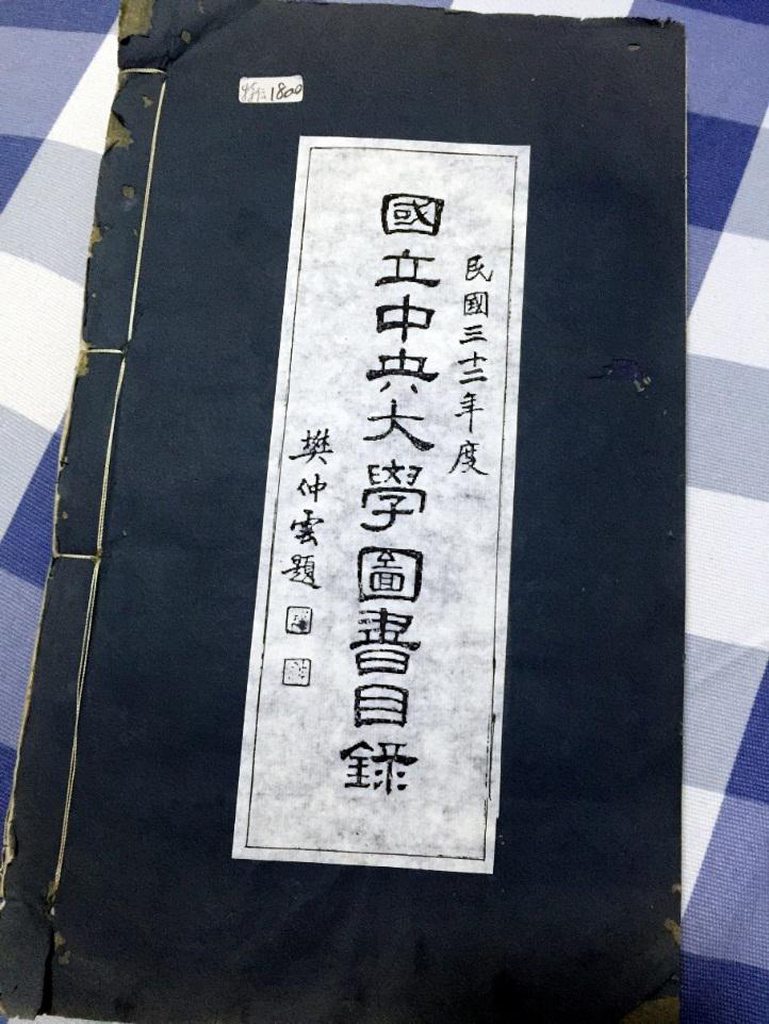 1800
民國三十二年度
國立中央大學圖書目錄
樊仲雲題